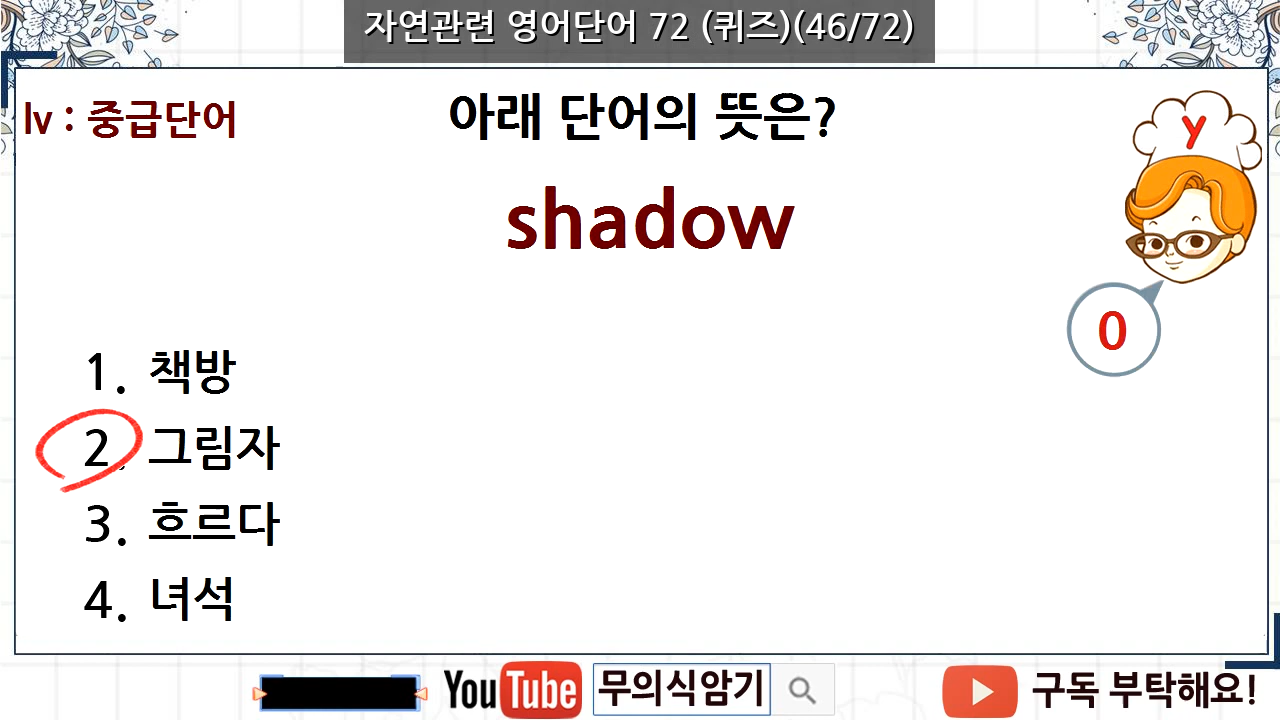 자연관련 영어단어 72 (퀴즈)(46/72)
lv : 중급단어
아래 단어의 뜻은?
y
shadow
0
1. 책방
2. 그림자
3. 흐르다
4. 녀석
YouTube 무의식암기 구독 부탁해요!